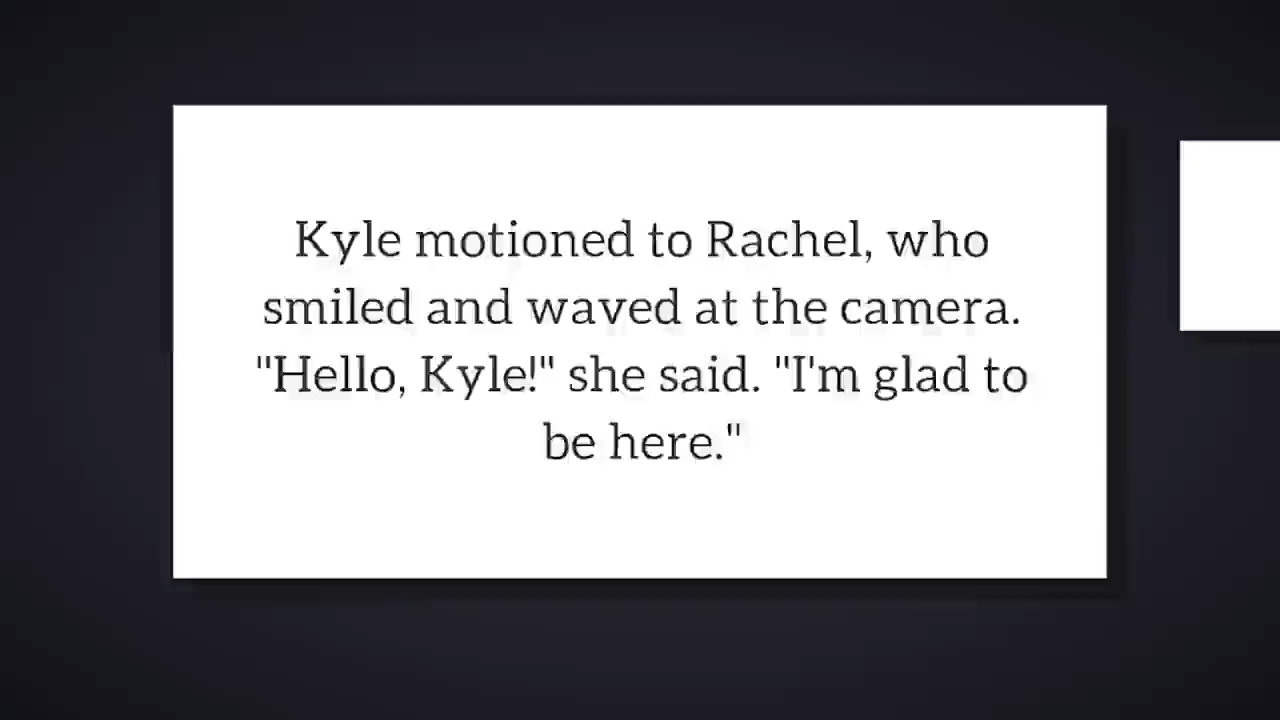 Kyle motioned to Rachel, who
smiled and waved at the camera.
"Hello, Kyle!" she said. "I'm glad to
be here."